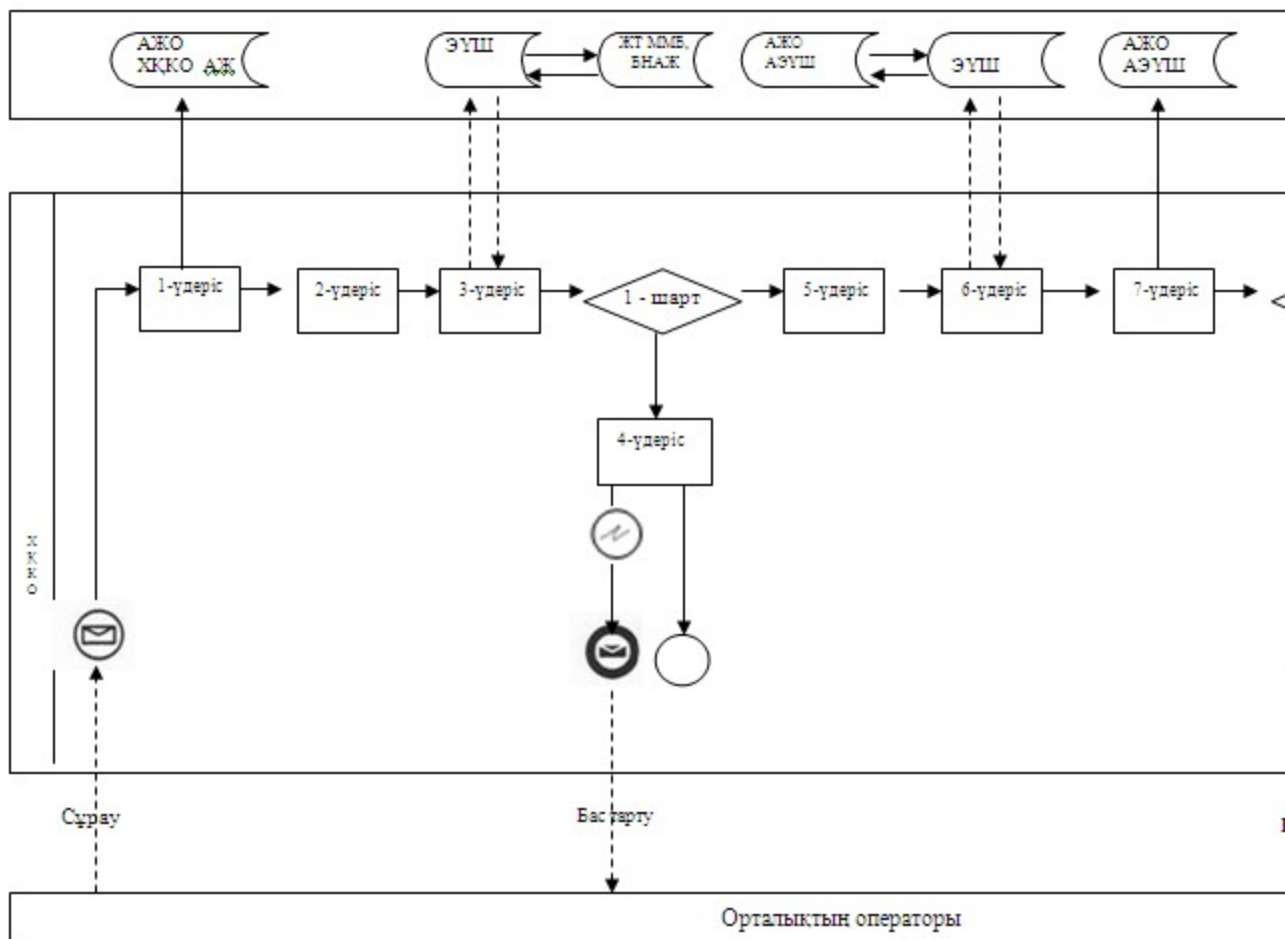 АЖО
ХҚКО АЖ
ЭҮШ
ЖТ ММБ,
БНАЖ
АЖО
АЭҮШ
ЭҮШ
АЖО
АЭҮШ
1-үдеріс
2-үдеріс
3-үдеріс
1 - шарт
5-үдеріс
6-үдеріс
7-үдеріс
4-үдеріс
Х
Қ
К
О
Сұрау
Бас тарту
Орталықтың операторы